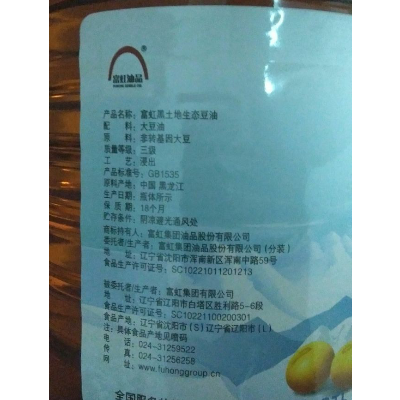 富虹油品
®
产品名称：富虹黑土地生态豆油
配 料：大豆油
原 料：非转基因大豆
质量等级：三级
工 艺：浸出
产品标准号：GB1535
原料产地：中国 黑龙江
生产日期：瓶体所示
保 质 期：18个月
贮存条件：阴凉避光通风处
商标持有人：富虹集团油品股份有限公司
委托者/生产者：富虹集团油品股份有限公司(分装)
地 址：辽宁省沈阳市浑南新区浑南中路59号
食品生产许可证号：SC10221011201213
被委托者/生产者：富虹集团有限公司
地 址：辽宁省辽阳市白塔区胜利路5-6段
食品生产许可证号：SC10221100200301
食品产地：辽宁省沈阳市(S)辽宁省辽阳市(L)
注：具体食品产地见喷码
电 话：024-31259522
传 真：024-31256258
网 址：www.fuhonggroup.cn